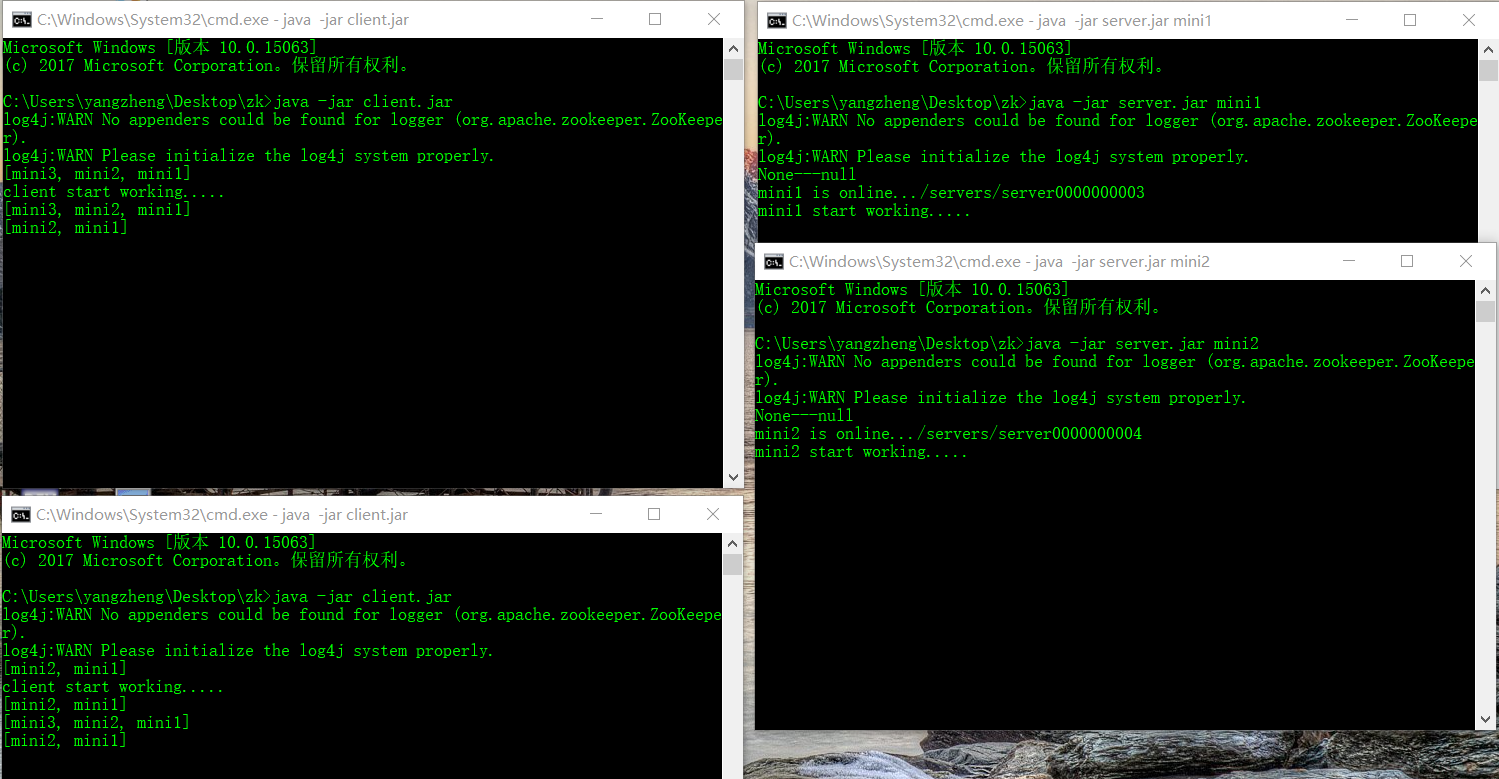 C:\Windows\System32\cmd.exe - java  -jar client.jar
Microsoft Windows [版本 10.0.15063]
(c) 2017 Microsoft Corporation。保留所有权利。
C:\Users\yangzheng\Desktop\zk>java -jar client.jar
log4j:WARN No appenders could be found for logger (org.apache.zookeeper.ZooKeepe
r).
log4j:WARN Please initialize the log4j system properly.
[mini3, mini2, mini1]
client start working.....
[mini3, mini2, mini1]
[mini2, mini1]
C:\Windows\System32\cmd.exe - java  -jar client.jar
Microsoft Windows [版本 10.0.15063]
(c) 2017 Microsoft Corporation。保留所有权利。
C:\Users\yangzheng\Desktop\zk>java -jar client.jar
log4j:WARN No appenders could be found for logger (org.apache.zookeeper.ZooKeepe
r).
log4j:WARN Please initialize the log4j system properly.
[mini2, mini1]
client start working.....
[mini2, mini1]
[mini3, mini2, mini1]
[mini2, mini1]
C:\Windows\System32\cmd.exe - java  -jar server.jar mini1
Microsoft Windows [版本 10.0.15063]
(c) 2017 Microsoft Corporation。保留所有权利。
C:\Users\yangzheng\Desktop\zk>java -jar server.jar mini1
log4j:WARN No appenders could be found for logger (org.apache.zookeeper.ZooKeepe
r).
log4j:WARN Please initialize the log4j system properly.
None---null
mini1 is online.../servers/server0000000003
mini1 start working.....
C:\Windows\System32\cmd.exe - java  -jar server.jar mini2
Microsoft Windows [版本 10.0.15063]
(c) 2017 Microsoft Corporation。保留所有权利。
C:\Users\yangzheng\Desktop\zk>java -jar server.jar mini2
log4j:WARN No appenders could be found for logger (org.apache.zookeeper.ZooKeepe
r).
log4j:WARN Please initialize the log4j system properly.
None---null
mini2 is online.../servers/server0000000004
mini2 start working.....